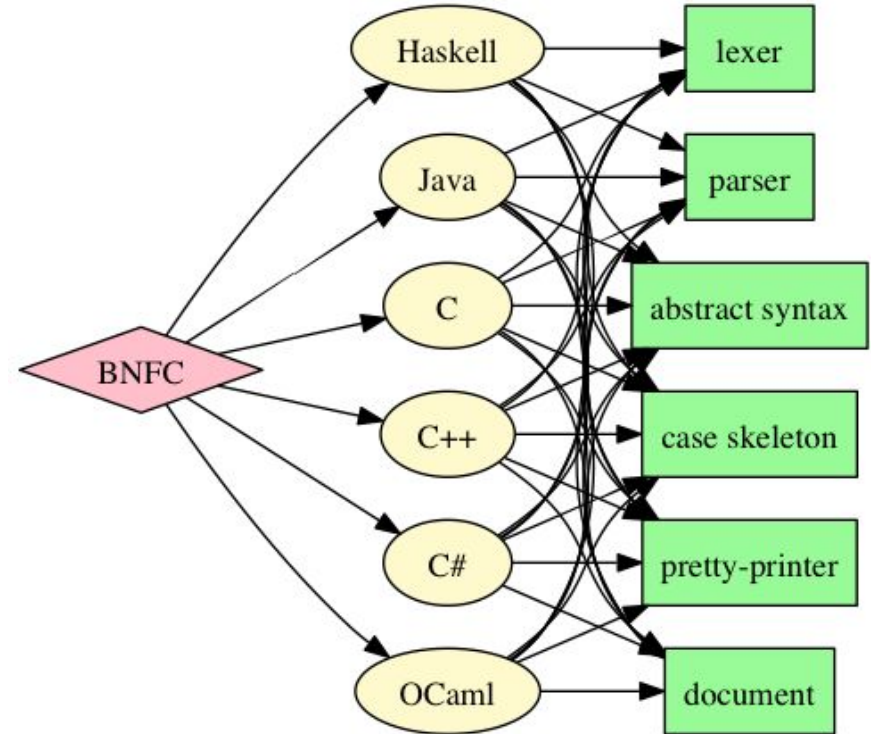 Haskell
lexer
Java
parser
C
abstract syntax
BNFC
C++
case skeleton
C#
pretty-printer
OCaml
document